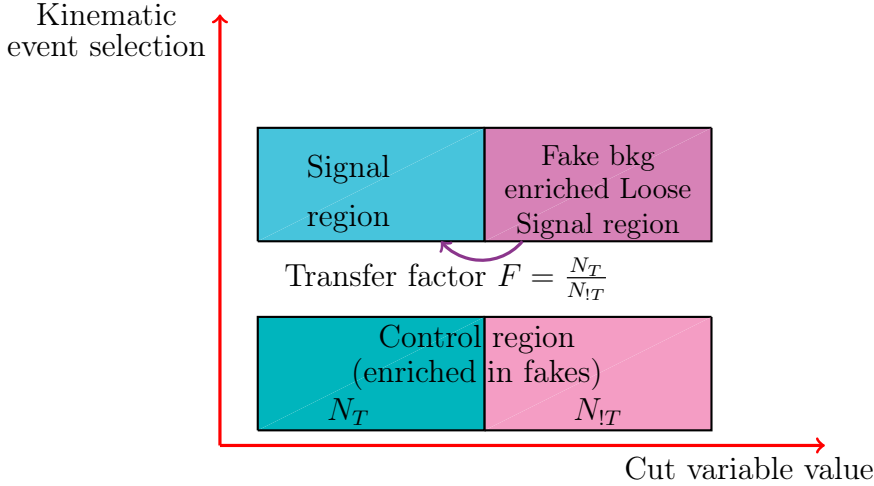 Kinematic
event selection
Signal
region
Fake bkg
enriched Loose
Signal region
Transfer factor $F = \frac{N_T}{N_{!T}}$
Control region
(enriched in fakes)
$N_T$
$N_{!T}$
Cut variable value